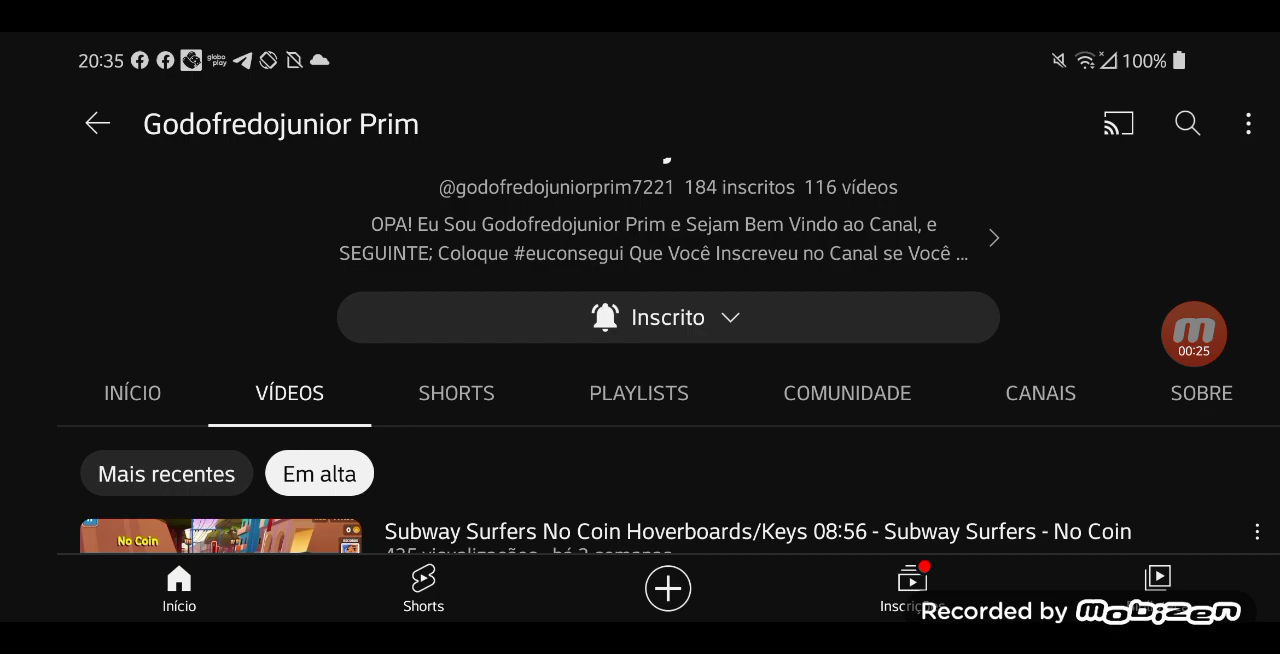 20:35
globo
play
100%
Godofredojunior Prim
@godofredojuniorprim7221 184 inscritos 116 vídeos
OPA! Eu Sou Godofredojunior Prim e Sejam Bem Vindo ao Canal, e
SEGUINTE; Coloque #euconsegui Que Você Inscreveu no Canal se Você ...
Inscrito
m
00:25
INÍCIO VÍDEOS SHORTS PLAYLISTS COMUNIDADE CANAIS SOBRE
Mais recentes Em alta
No Coin
Subway Surfers No Coin Hoverboards/Keys 08:56 - Subway Surfers - No Coin
Início Shorts Inscrições
Recorded by mobizen